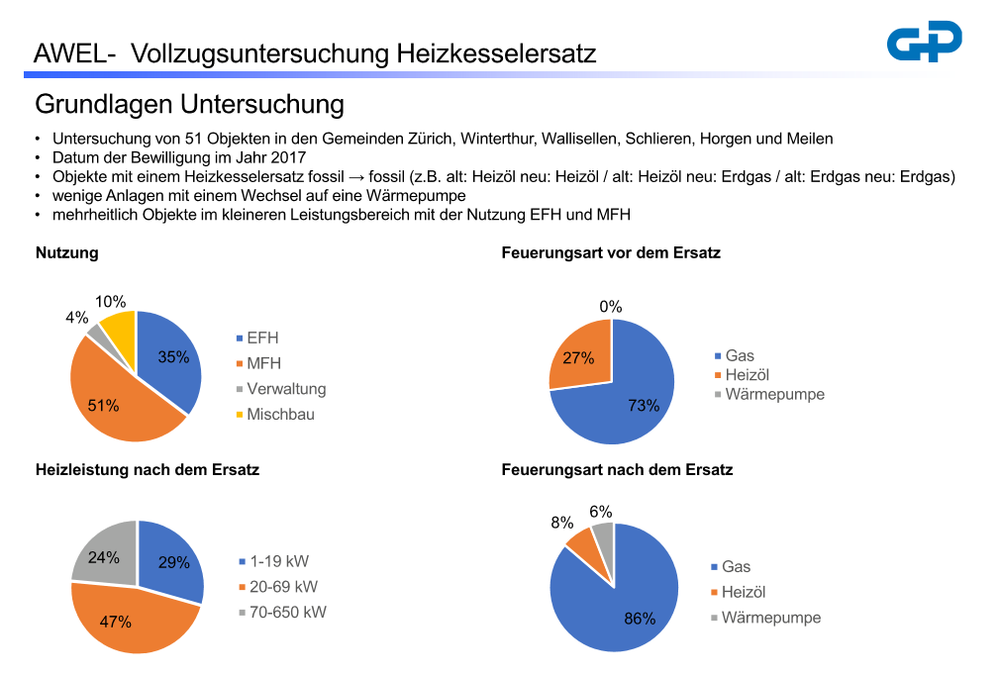 AWEL- Vollzugsuntersuchung Heizkesselersatz
GP
Grundlagen Untersuchung
• Untersuchung von 51 Objekten in den Gemeinden Zürich, Winterthur, Wallisellen, Schlieren, Horgen und Meilen
• Datum der Bewilligung im Jahr 2017
• Objekte mit einem Heizkesselersatz fossil → fossil (z.B. alt: Heizöl neu: Heizöl / alt: Heizöl neu: Erdgas / alt: Erdgas neu: Erdgas)
• wenige Anlagen mit einem Wechsel auf eine Wärmepumpe
• mehrheitlich Objekte im kleineren Leistungsbereich mit der Nutzung EFH und MFH
Nutzung
10%
4%
35%
51%
EFH
MFH
Verwaltung
Mischbau
Feuerungsart vor dem Ersatz
0%
27%
73%
Gas
Heizöl
Wärmepumpe
Heizleistung nach dem Ersatz
24%
29%
47%
1-19 kW
20-69 kW
70-650 kW
Feuerungsart nach dem Ersatz
6%
8%
86%
Gas
Heizöl
Wärmepumpe